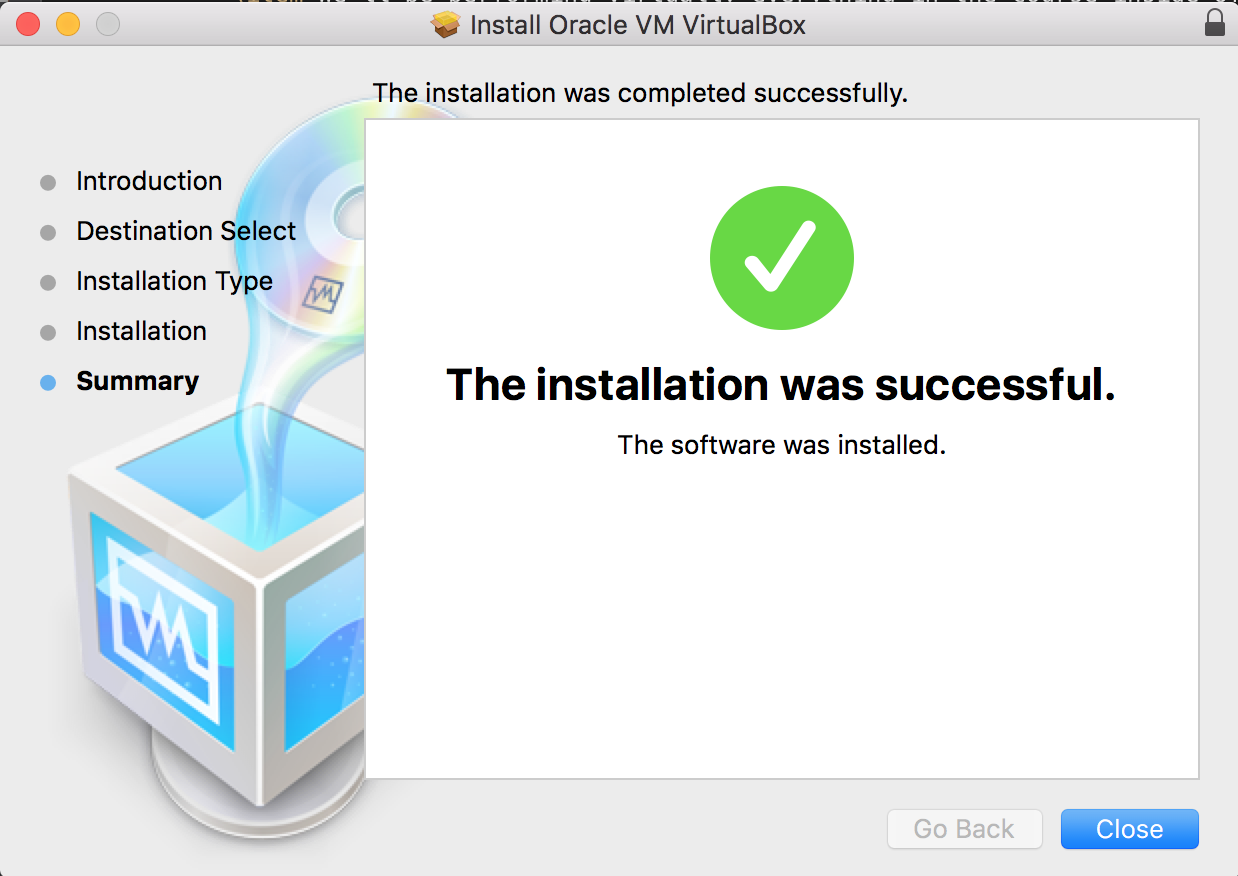 Install Oracle VM VirtualBox
The installation was completed successfully.
Introduction
Destination Select
Installation Type
Installation
Summary
The installation was successful.
The software was installed.
Go Back
Close